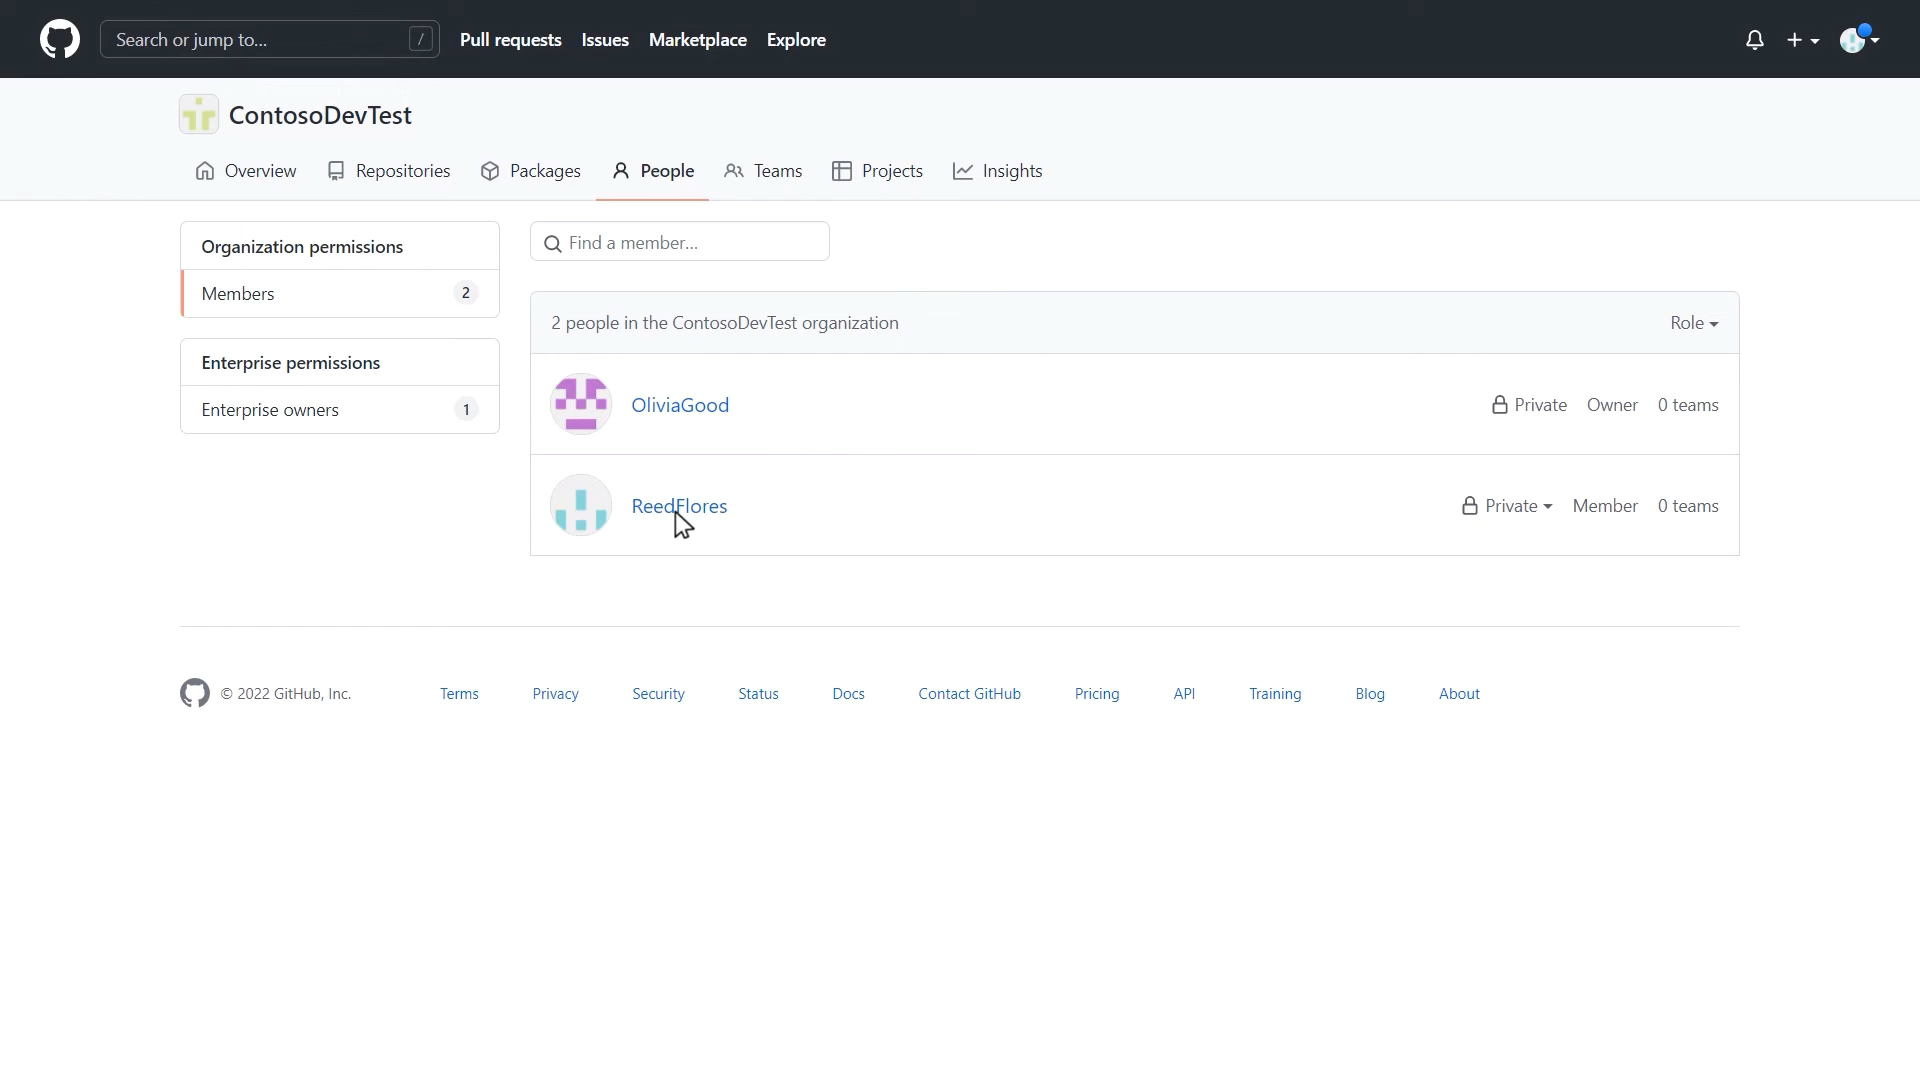 Search or jump to... /
Pull requests Issues Marketplace Explore
ContosoDevTest
Overview Repositories Packages People Teams Projects Insights
Organization permissions
Members 2
Enterprise permissions
Enterprise owners 1
Find a member...
2 people in the ContosoDevTest organization Role
OliviaGood Private Owner 0 teams
ReedFlores Private Member 0 teams
© 2022 GitHub, Inc. Terms Privacy Security Status Docs Contact GitHub Pricing API Training Blog About